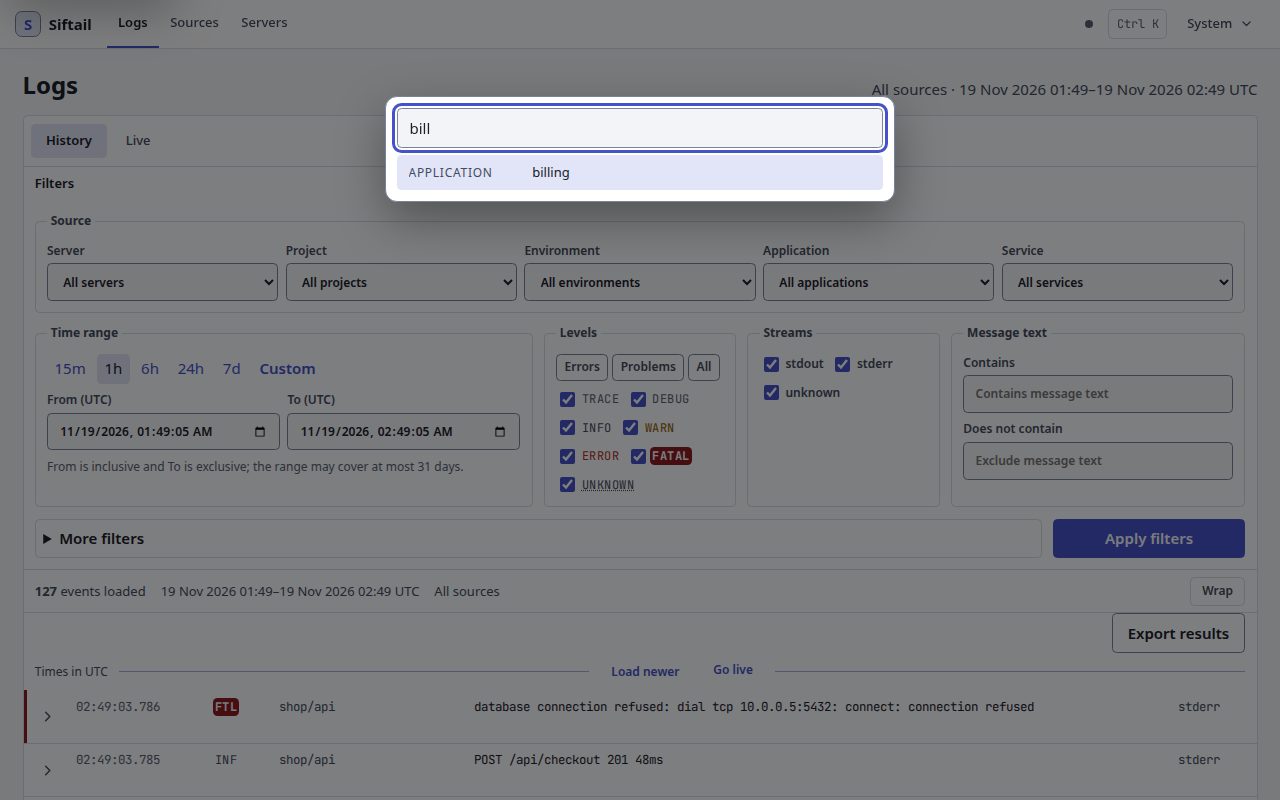 S Siftail Logs Sources Servers Ctrl K System
Logs All sources · 19 Nov 2026 01:49–19 Nov 2026 02:49 UTC
bill
APPLICATION billing
History Live
Filters
Source
Server Project Environment Application Service
All servers All projects All environments All applications All services
Time range Levels Streams Message text
15m 1h 6h 24h 7d Custom
Errors Problems All
stdout stderr
unknown
Contains
Contains message text
From (UTC) To (UTC)
11/19/2026, 01:49:05 AM 11/19/2026, 02:49:05 AM
From is inclusive and To is exclusive; the range may cover at most 31 days.
TRACE DEBUG
INFO WARN
ERROR FATAL
UNKNOWN
Does not contain
Exclude message text
More filters Apply filters
127 events loaded 19 Nov 2026 01:49–19 Nov 2026 02:49 UTC All sources Wrap
Export results
Times in UTC Load newer Go live
02:49:03.786 FTL shop/api database connection refused: dial tcp 10.0.0.5:5432: connect: connection refused stderr
02:49:03.785 INF shop/api POST /api/checkout 201 48ms stderr